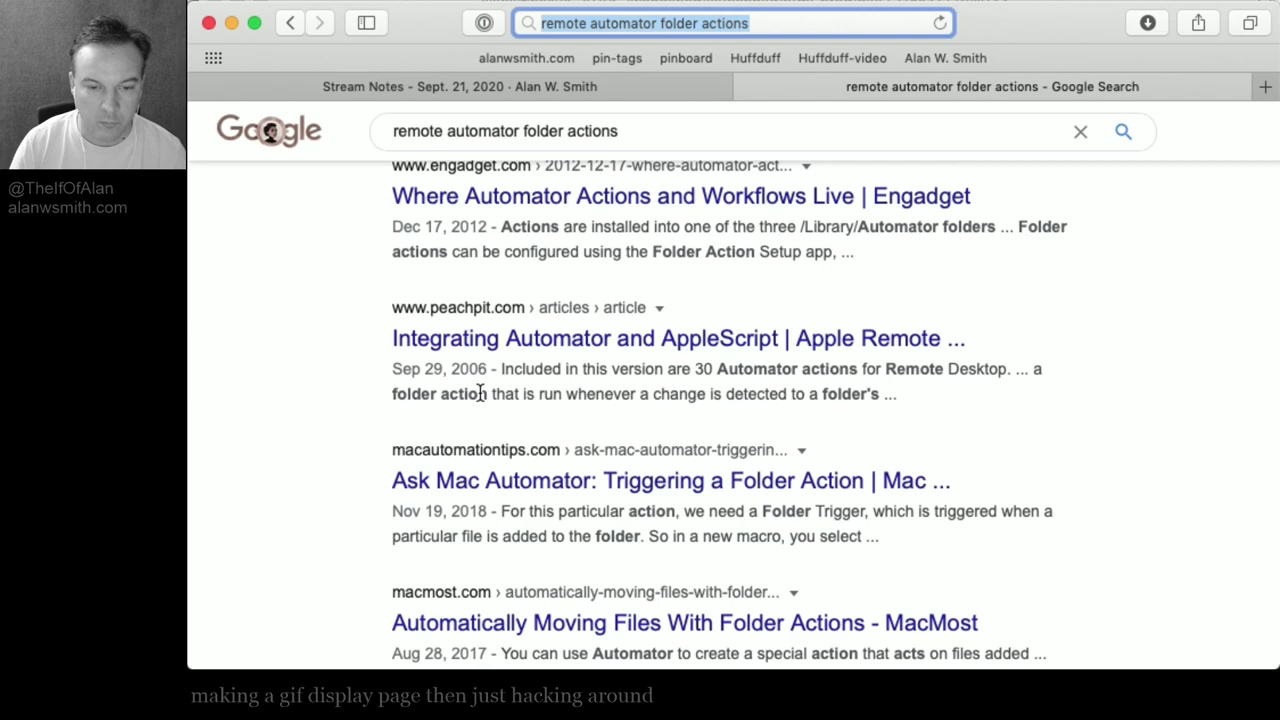 remote automator folder actions
alanwsmith.com pin-tags pinboard Huffduff Huffduff-video Alan W. Smith
Stream Notes - Sept. 21, 2020 · Alan W. Smith
remote automator folder actions - Google Search
Google
remote automator folder actions
www.engadget.com › 2012-12-17-where-automator-act...
Where Automator Actions and Workflows Live | Engadget
Dec 17, 2012 - Actions are installed into one of the three /Library/Automator folders ... Folder
actions can be configured using the Folder Action Setup app, ...
www.peachpit.com › articles › article
Integrating Automator and AppleScript | Apple Remote ...
Sep 29, 2006 - Included in this version are 30 Automator actions for Remote Desktop. ... a
folder action that is run whenever a change is detected to a folder's ...
macautomationtips.com › ask-mac-automator-triggerin...
Ask Mac Automator: Triggering a Folder Action | Mac ...
Nov 19, 2018 - For this particular action, we need a Folder Trigger, which is triggered when a
particular file is added to the folder. So in a new macro, you select ...
macmost.com › automatically-moving-files-with-folder...
Automatically Moving Files With Folder Actions - MacMost
Aug 28, 2017 - You can use Automator to create a special action that acts on files added ...
@TheIfOfAlan
alanwsmith.com
making a gif display page then just hacking around